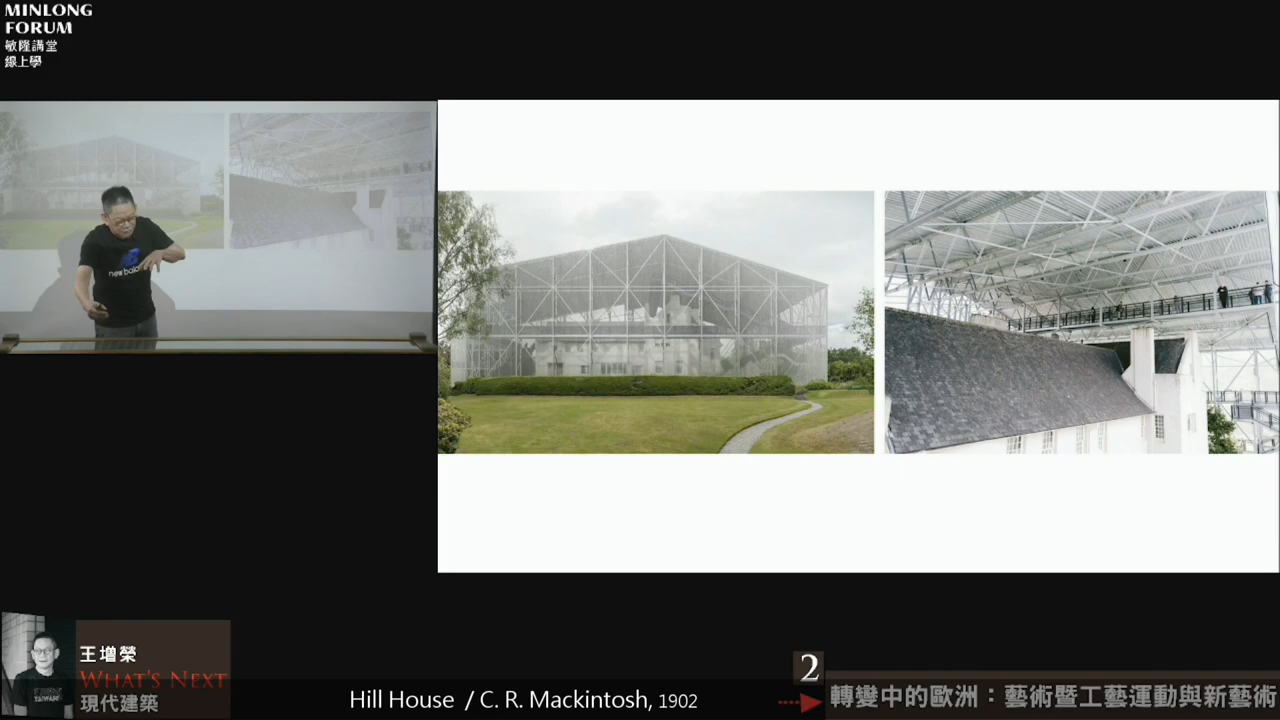 MINLONG
FORUM
敏隆講堂
線上學
new balance
王增榮
WHAT'S NEXT
現代建築
Hill House / C. R. Mackintosh, 1902
2
轉變中的歐洲：藝術暨工藝運動與新藝術